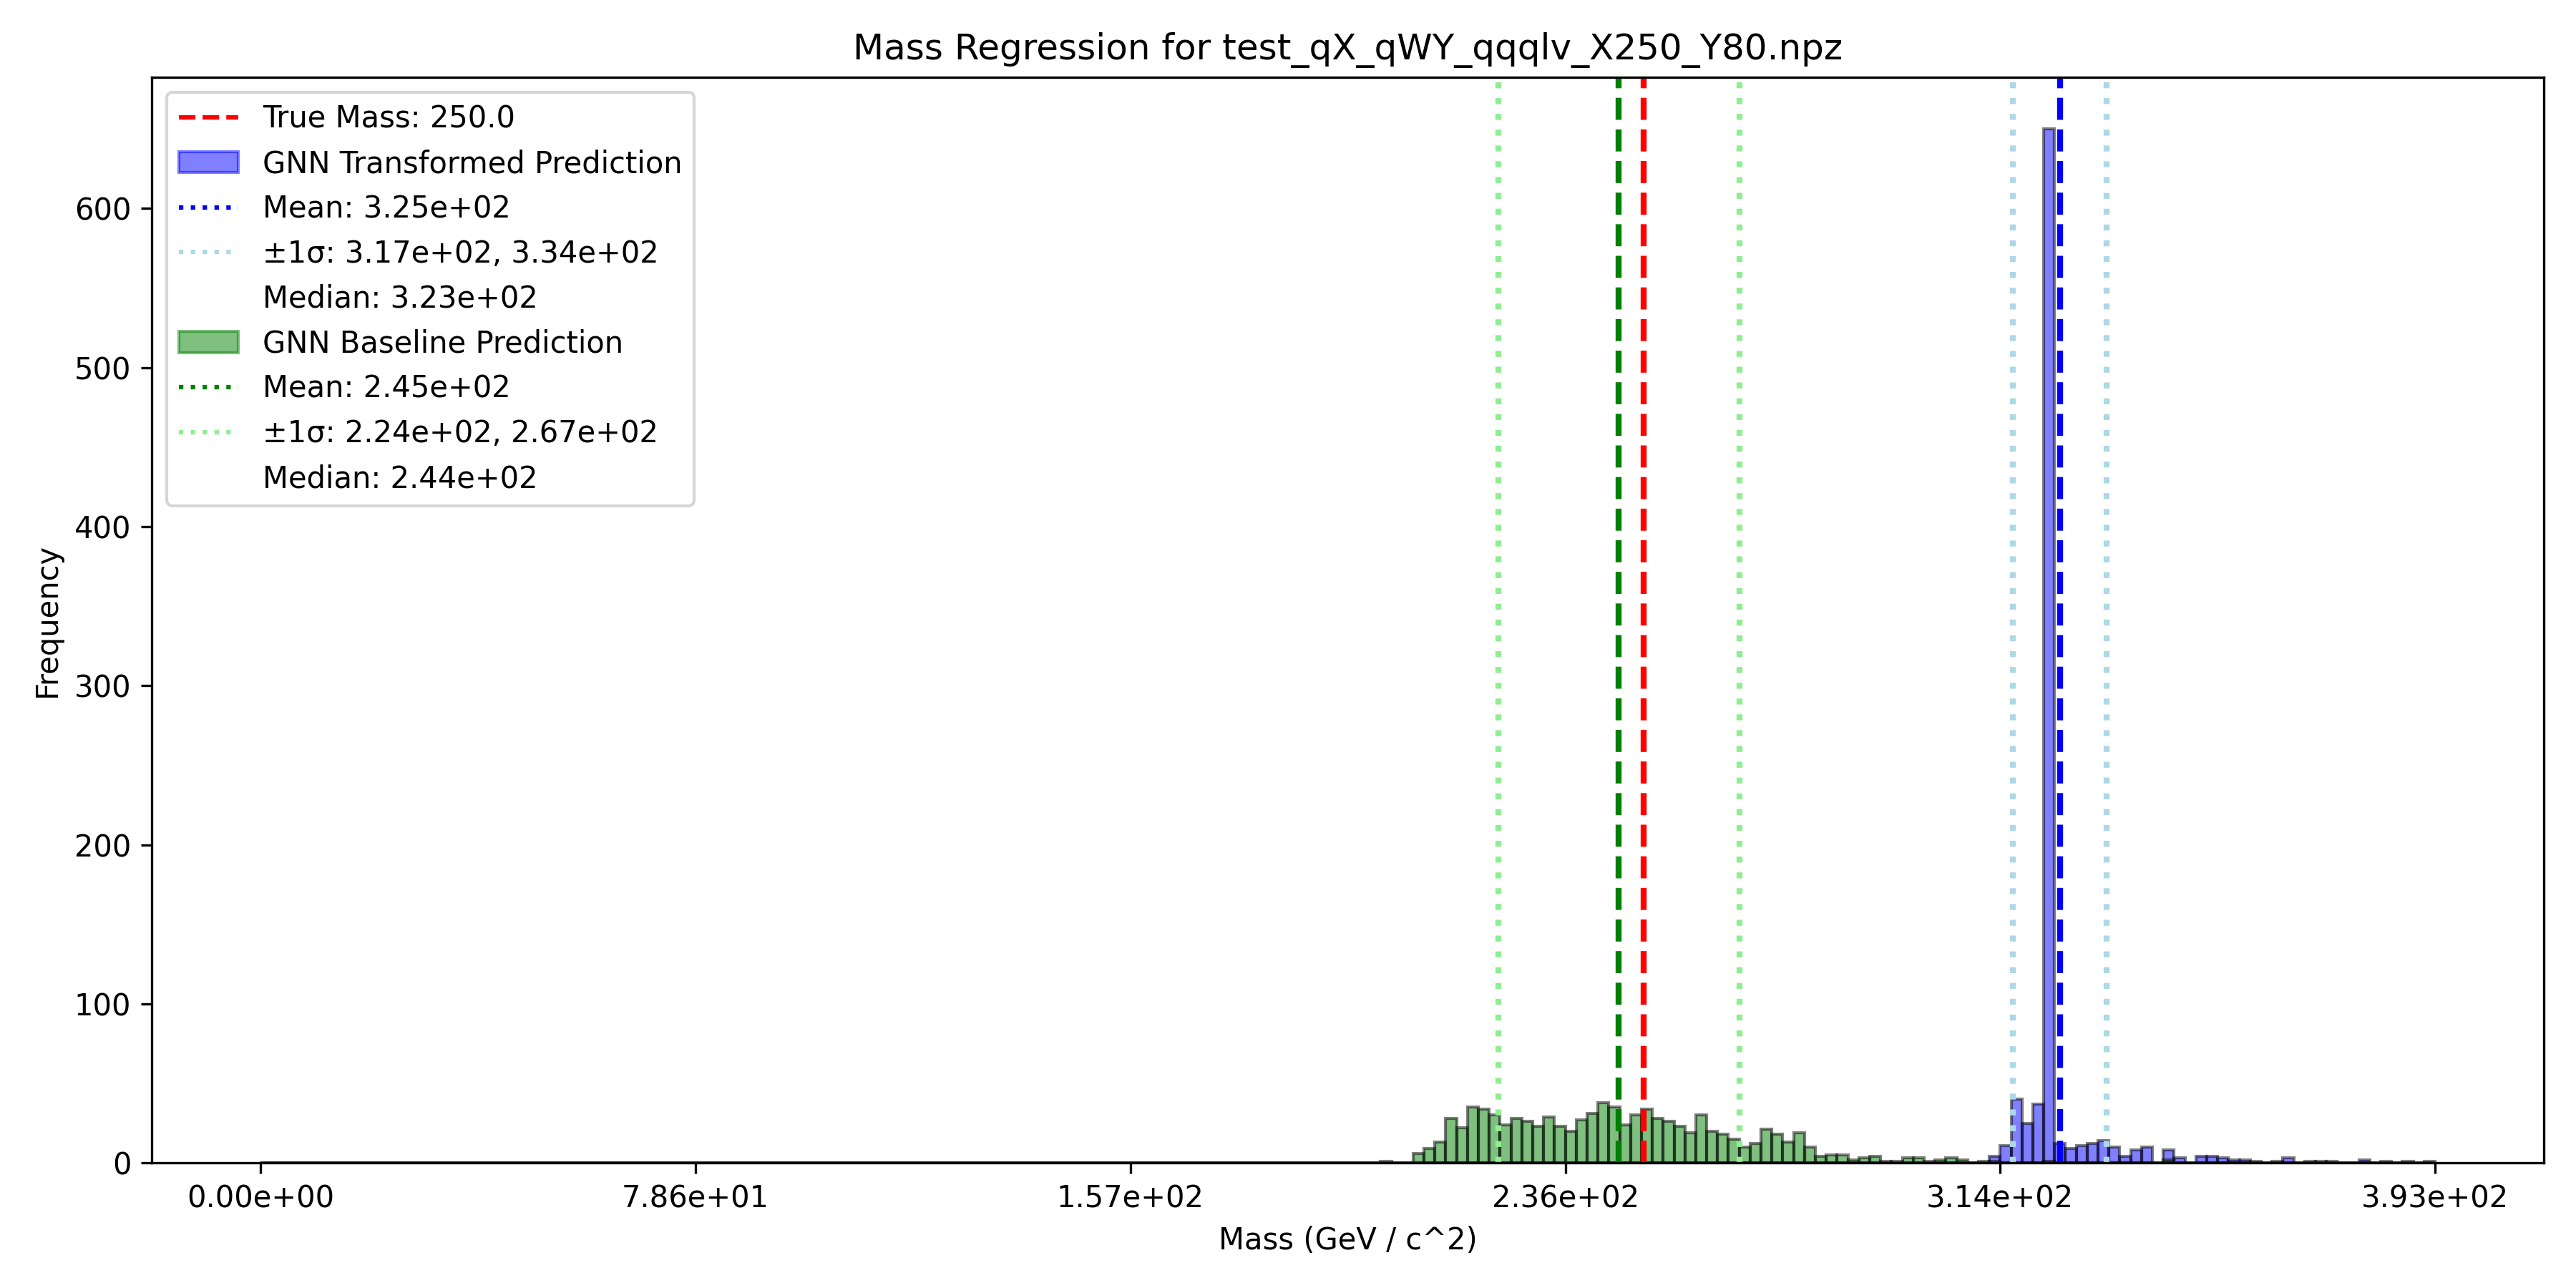 Mass Regression for test_qX_qWY_qqqlv_X250_Y80.npz
True Mass: 250.0
GNN Transformed Prediction
Mean: 3.25e+02
±1σ: 3.17e+02, 3.34e+02
Median: 3.23e+02
GNN Baseline Prediction
Mean: 2.45e+02
±1σ: 2.24e+02, 2.67e+02
Median: 2.44e+02
Frequency
600
500
400
300
200
100
0
0.00e+00 7.86e+01 1.57e+02 2.36e+02 3.14e+02 3.93e+02
Mass (GeV / c^2)